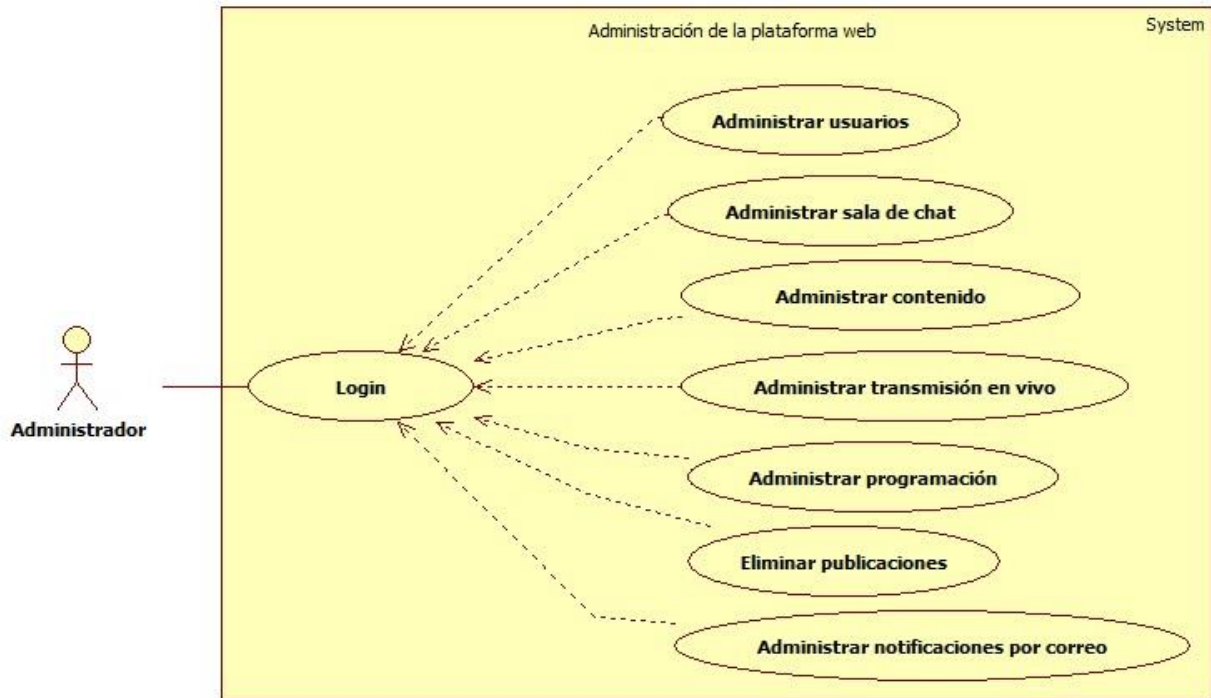 System
Administración de la plataforma web
Administrar usuarios
Administrar sala de chat
Administrar contenido
Login
Administrar transmisión en vivo
Administrador
Administrar programación
Eliminar publicaciones
Administrar notificaciones por correo